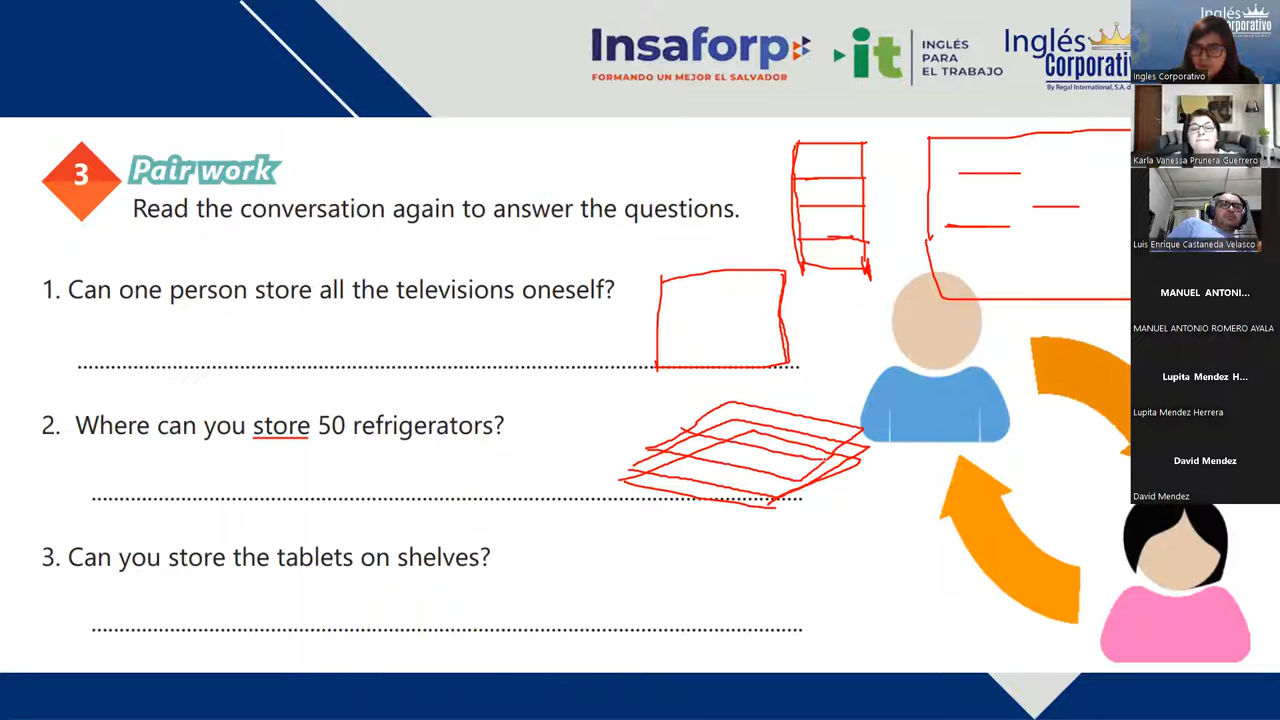 Insaforp
FORMANDO UN MEJOR EL SALVADOR
it
INGLÉS
PARA
EL TRABAJO
Inglés
Corporativ
By Regal International, S.A. d
3
Pair work
Read the conversation again to answer the questions.
1. Can one person store all the televisions oneself?
2. Where can you store 50 refrigerators?
3. Can you store the tablets on shelves?
Inglés
Corporativo
Ingles Corporativo
Karla Vanessa Prunera Guerrero
Luis Enrique Castaneda Velasco
MANUEL ANTONI...
MANUEL ANTONIO ROMERO AYALA
Lupita Mendez H...
Lupita Mendez Herrera
David Mendez
David Mendez